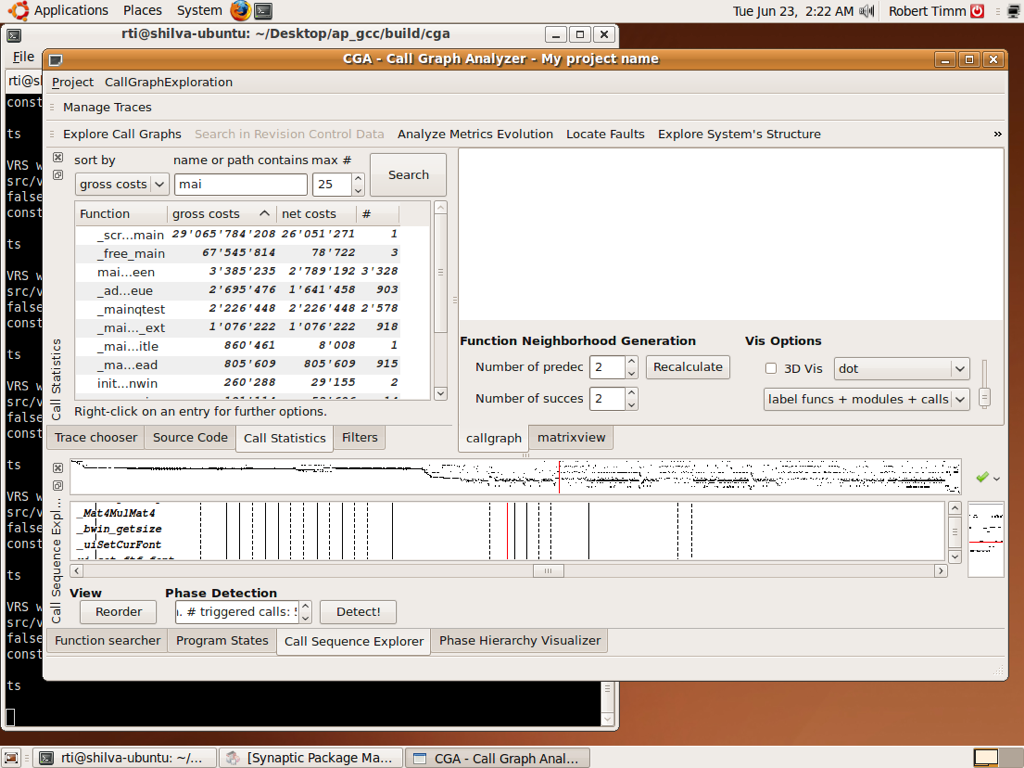 Applications Places System
Tue Jun 23, 2:22 AM
Robert Timm
rti@shilva-ubuntu: ~/Desktop/ap_gcc/build/cga
File
CGA - Call Graph Analyzer - My project name
Project CallGraphExploration
Manage Traces
Explore Call Graphs Search in Revision Control Data Analyze Metrics Evolution Locate Faults Explore System's Structure »
sort by name or path contains max #
gross costs mai 25 Search
Function gross costs net costs #
_scr...main 29'065'784'208 26'051'271 1
_free_main 67'545'814 78'722 3
mai...een 3'385'235 2'789'192 3'328
_ad...eue 2'695'476 1'641'458 903
_mainqtest 2'226'448 2'226'448 2'578
_mai..._ext 1'076'222 1'076'222 918
_mai...itle 860'461 8'008 1
_ma...ead 805'609 805'609 915
init...nwin 260'288 29'155 2
Right-click on an entry for further options.
Call Statistics
Trace chooser Source Code Call Statistics Filters
Function Neighborhood Generation
Number of predec 2 Recalculate
Number of succes 2
Vis Options
3D Vis dot
label funcs + modules + calls
callgraph matrixview
Call Sequence Expl...
_Mat4MulMat4
_bwin_getsize
_uiSetCurFont
View Phase Detection
Reorder . # triggered calls: Detect!
Function searcher Program States Call Sequence Explorer Phase Hierarchy Visualizer
rti@sh
const
ts
VRS w
src/v
false
const
ts
VRS w
src/v
false
const
ts
VRS w
src/v
false
const
ts
VRS w
src/v
false
const
ts
VRS w
src/v
false
const
ts
rti@shilva-ubuntu: ~/... [Synaptic Package Ma... CGA - Call Graph Anal...